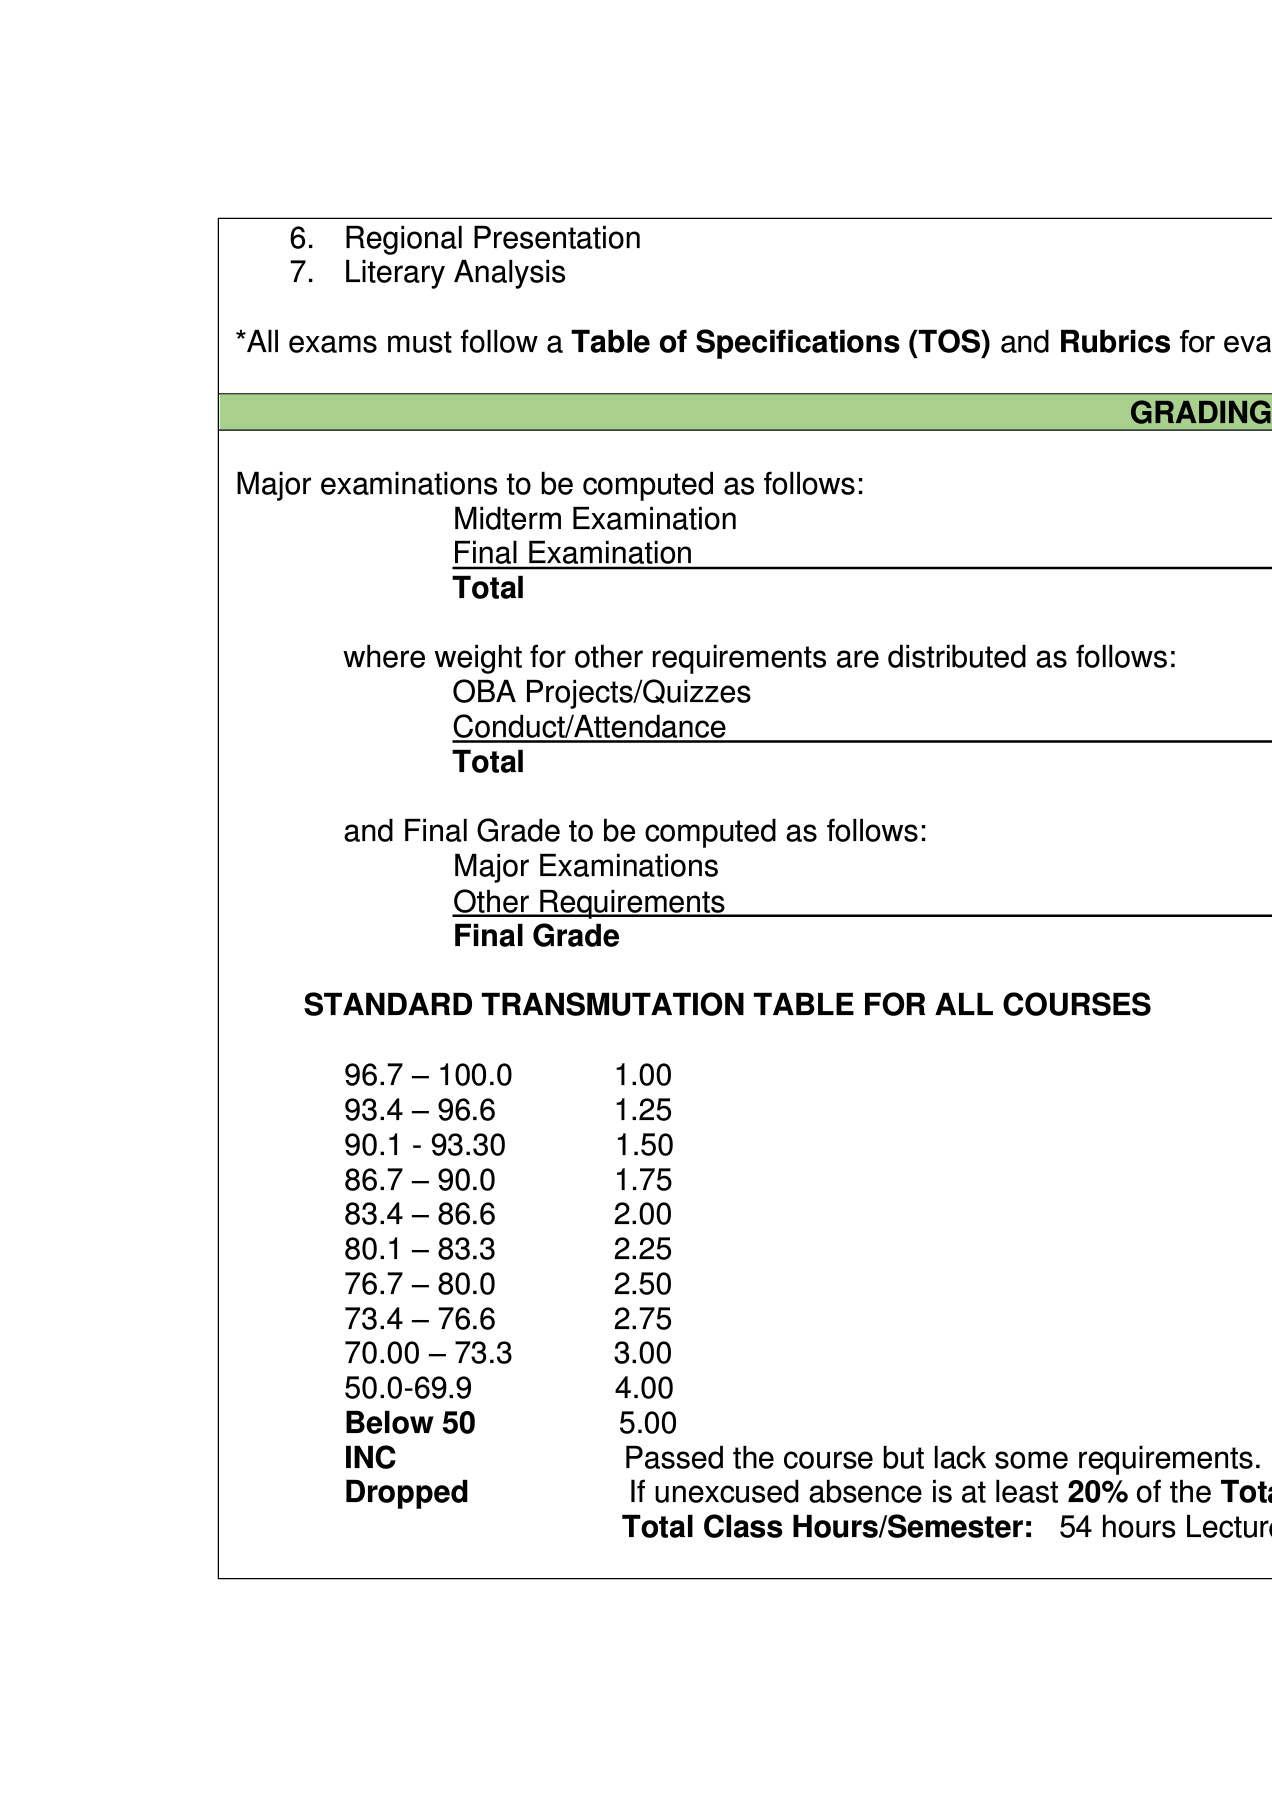 6. Regional Presentation
7. Literary Analysis
*All exams must follow a Table of Specifications (TOS) and Rubrics for eva
GRADING
Major examinations to be computed as follows:
Midterm Examination
Final Examination
Total
where weight for other requirements are distributed as follows:
OBA Projects/Quizzes
Conduct/Attendance
Total
and Final Grade to be computed as follows:
Major Examinations
Other Requirements
Final Grade
STANDARD TRANSMUTATION TABLE FOR ALL COURSES
96.7 – 100.0 1.00
93.4 – 96.6 1.25
90.1 - 93.30 1.50
86.7 – 90.0 1.75
83.4 – 86.6 2.00
80.1 – 83.3 2.25
76.7 – 80.0 2.50
73.4 – 76.6 2.75
70.00 – 73.3 3.00
50.0-69.9 4.00
Below 50 5.00
INC Passed the course but lack some requirements.
Dropped If unexcused absence is at least 20% of the Tota
Total Class Hours/Semester: 54 hours Lecture